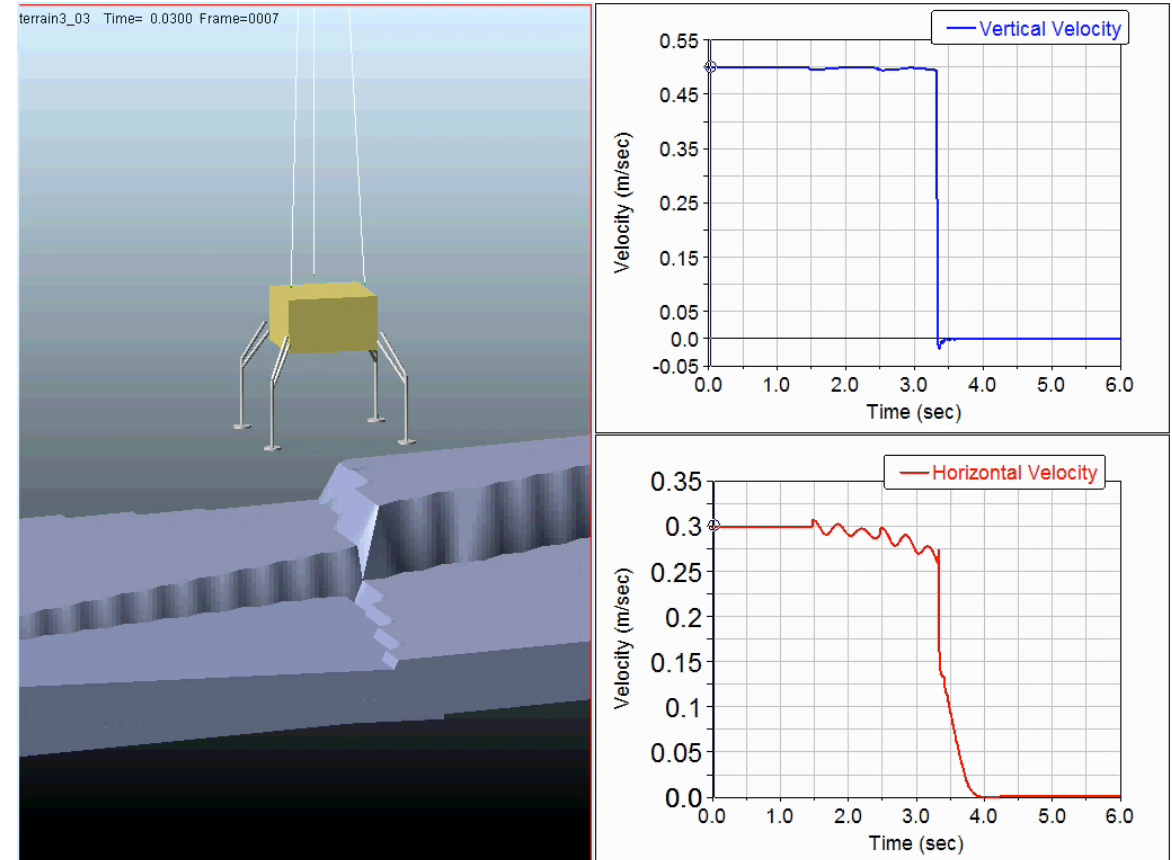 terrain3_03 Time= 0.0300 Frame=0007
Vertical Velocity
0.55
0.45
0.35
0.25
0.15
0.05
0.0
-0.05
Velocity (m/sec)
0.0 1.0 2.0 3.0 4.0 5.0 6.0
Time (sec)
Horizontal Velocity
0.35
0.3
0.25
0.2
0.15
0.1
0.05
0.0
Velocity (m/sec)
0.0 1.0 2.0 3.0 4.0 5.0 6.0
Time (sec)